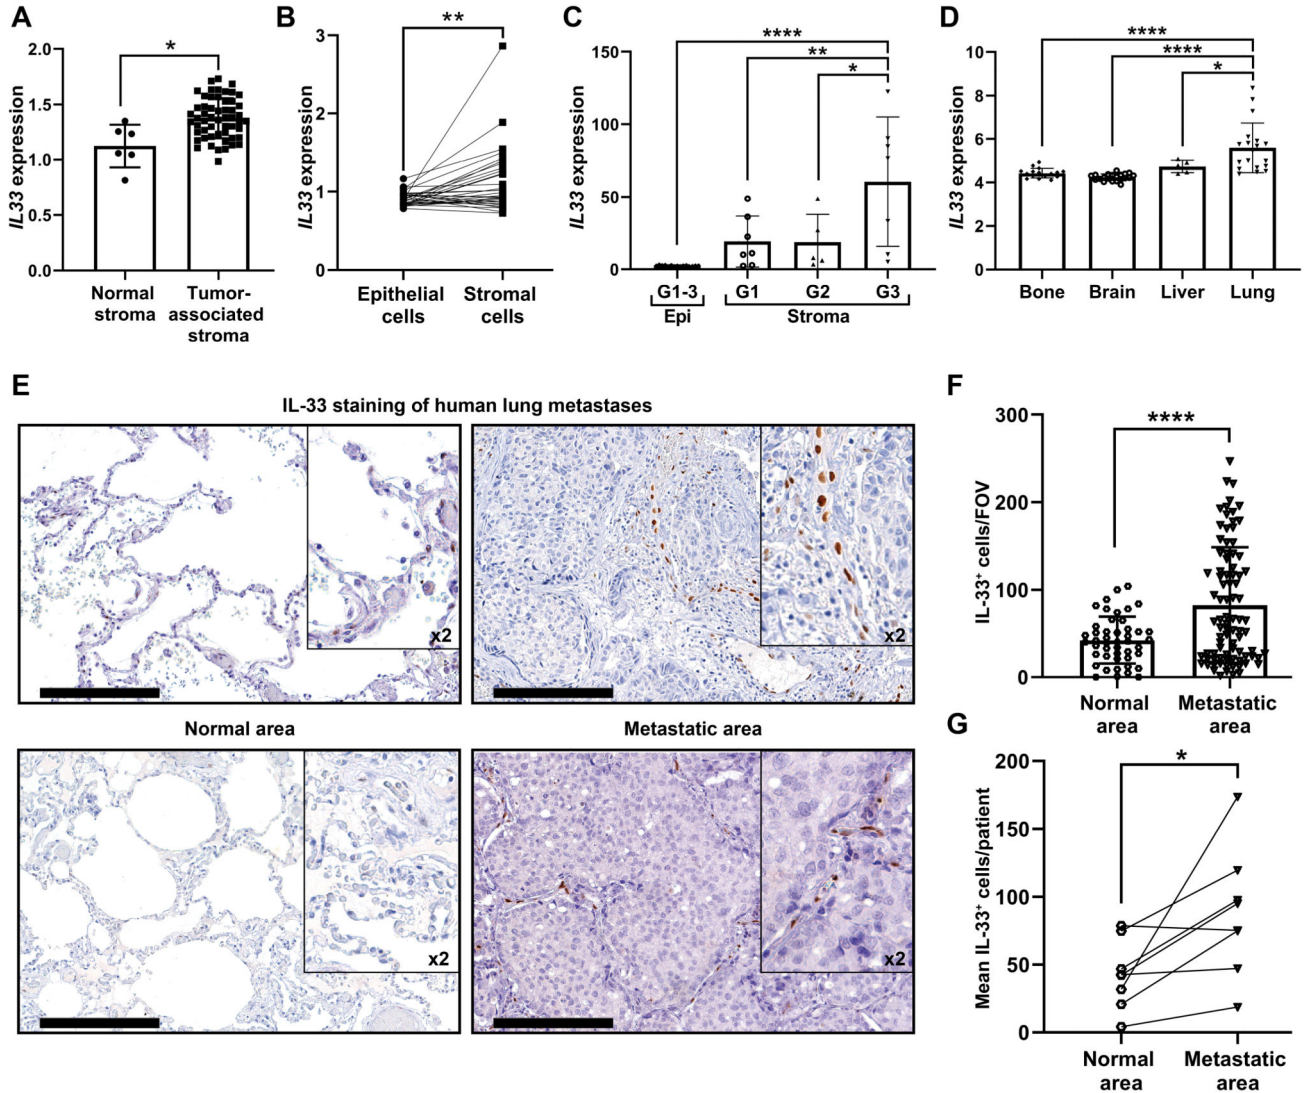 A
2.0
1.5
1.0
0.5
0.0
IL33 expression
*
Normal
stroma
Tumor-
associated
stroma
B
3
2
1
0
IL33 expression
**
Epithelial
cells
Stromal
cells
C
150
100
50
0
IL33 expression
****
**
*
G1-3
G1
G2
G3
Epi
Stroma
D
10
8
6
4
2
0
IL33 expression
****
****
*
Bone
Brain
Liver
Lung
E
IL-33 staining of human lung metastases
x2
x2
Normal area
Metastatic area
x2
x2
F
300
200
100
0
IL-33+ cells/FOV
****
Normal
area
Metastatic
area
G
200
150
100
50
0
Mean IL-33+ cells/patient
*
Normal
area
Metastatic
area